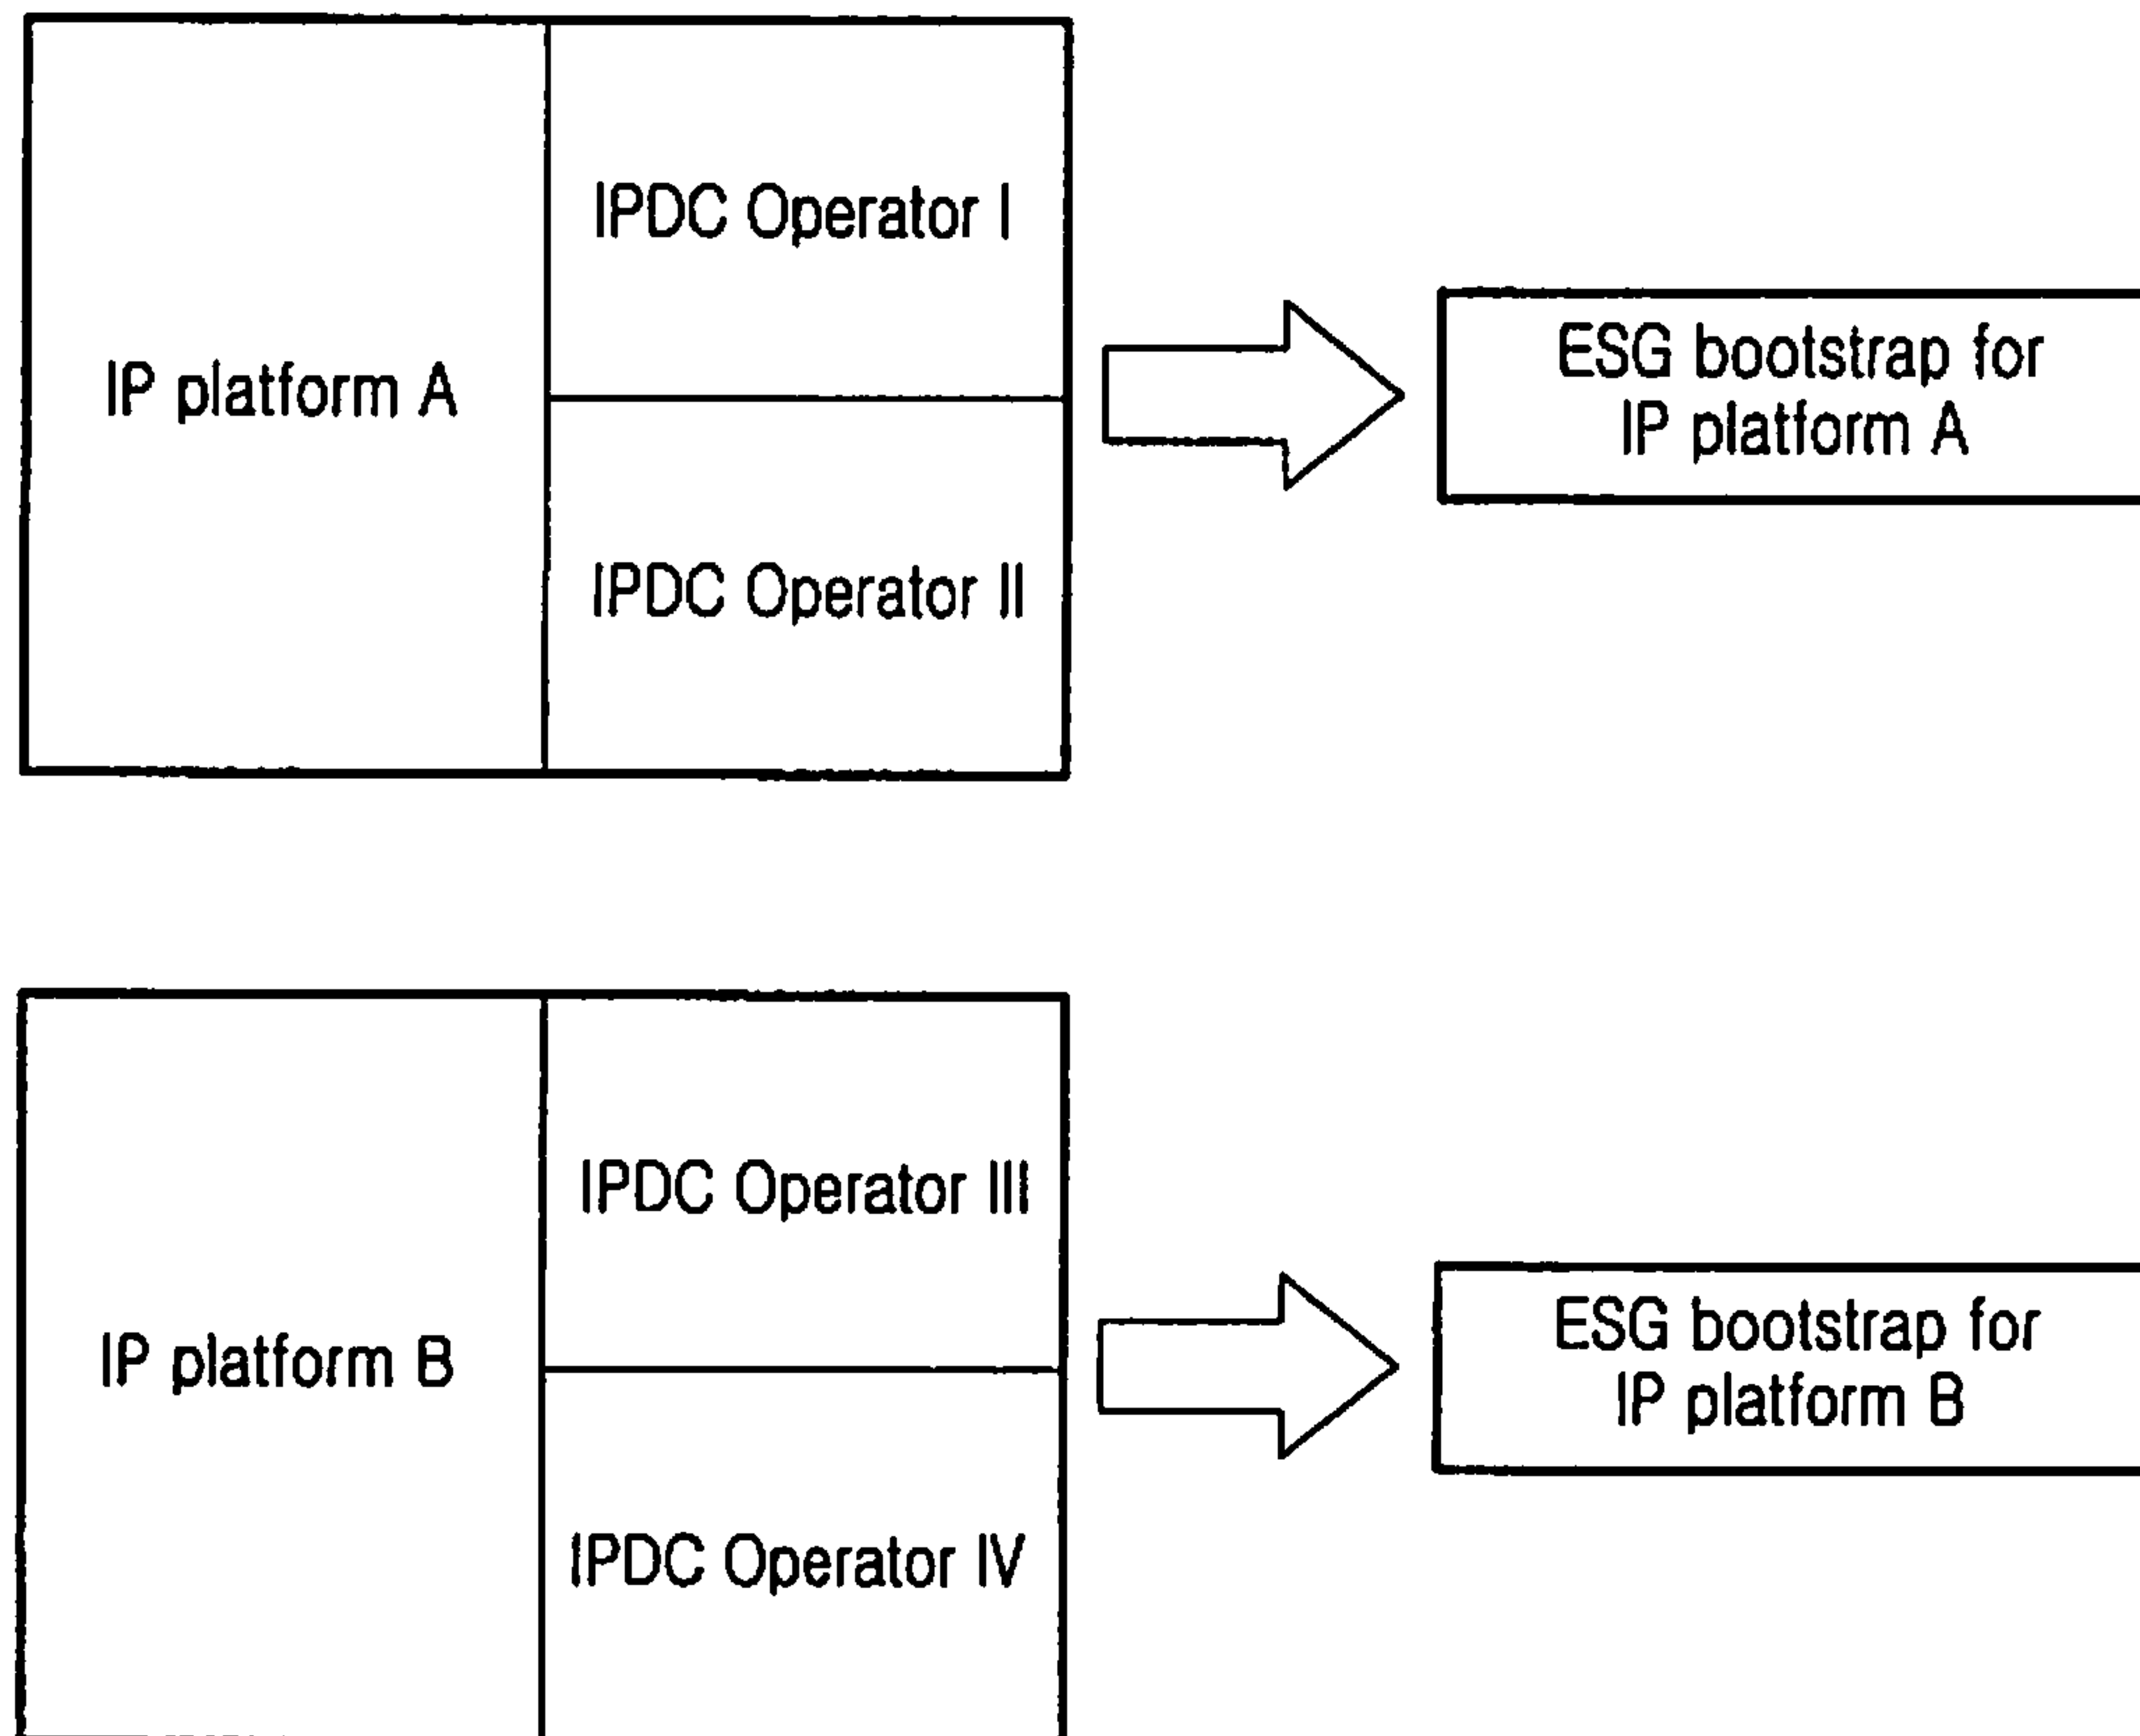 IPDC Operator I
IP platform A
ESG bootstrap for
IP platform A
IPDC Operator II
IPDC Operator III
IP platform B
ESG bootstrap for
IP platform B
IPDC Operator IV